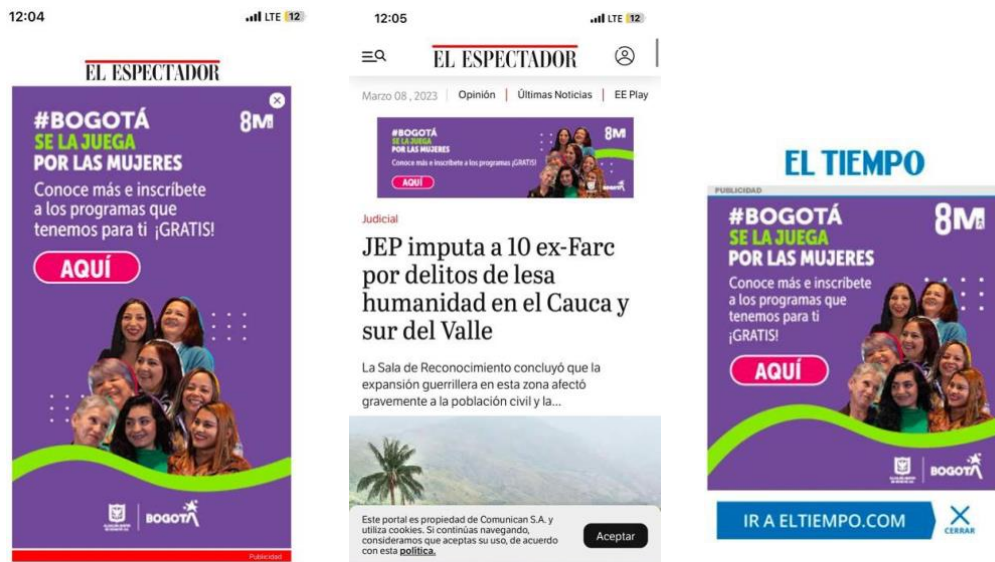 12:04
LTE 12
EL ESPECTADOR
#BOGOTÁ
SE LA JUEGA
POR LAS MUJERES
8M
Conoce más e inscríbete
a los programas que
tenemos para ti ¡GRATIS!
AQUÍ
BOGOTÁ
Publicidad
12:05
LTE 12
EL ESPECTADOR
Marzo 08, 2023 | Opinión | Últimas Noticias | EE Play
#BOGOTÁ
SE LA JUEGA
POR LAS MUJERES
8M
Conoce más e inscríbete a los programas ¡GRATIS!
AQUÍ
Judicial
JEP imputa a 10 ex-Farc
por delitos de lesa
humanidad en el Cauca y
sur del Valle
La Sala de Reconocimiento concluyó que la
expansión guerrillera en esta zona afectó
gravemente a la población civil y la...
Este portal es propiedad de Comunican S.A. y
utiliza cookies. Si continúas navegando,
consideramos que aceptas su uso, de acuerdo
con esta política.
Aceptar
EL TIEMPO
PUBLICIDAD
#BOGOTÁ
SE LA JUEGA
POR LAS MUJERES
8M
Conoce más e inscríbete
a los programas que
tenemos para ti
¡GRATIS!
AQUÍ
BOGOTÁ
IR A ELTIEMPO.COM
CERRAR